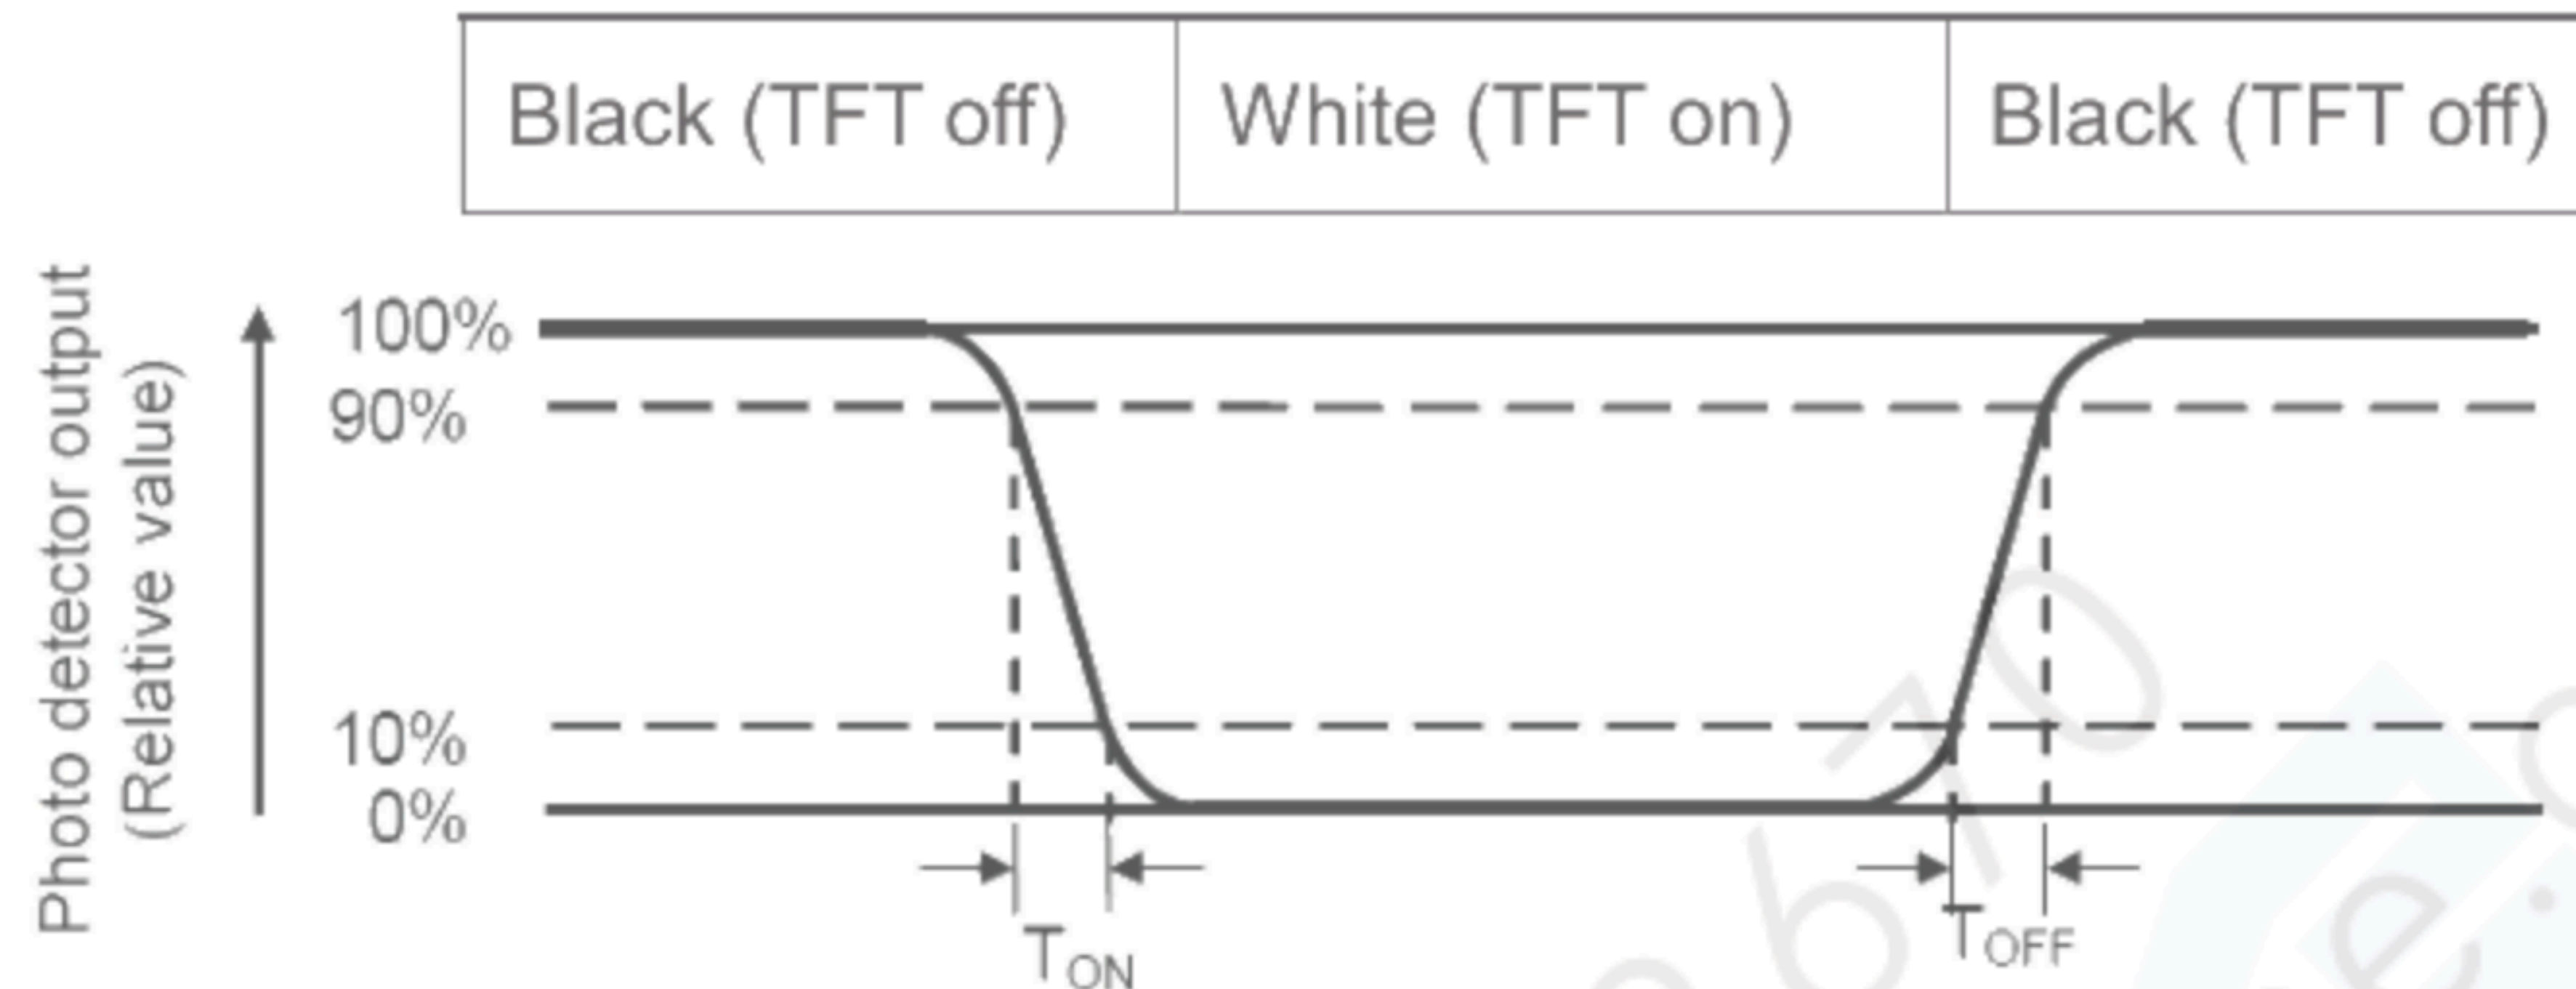 Black (TFT off) White (TFT on) Black (TFT off)
Photo detector output
(Relative value)
100%
90%
10%
0%
TON
TOFF